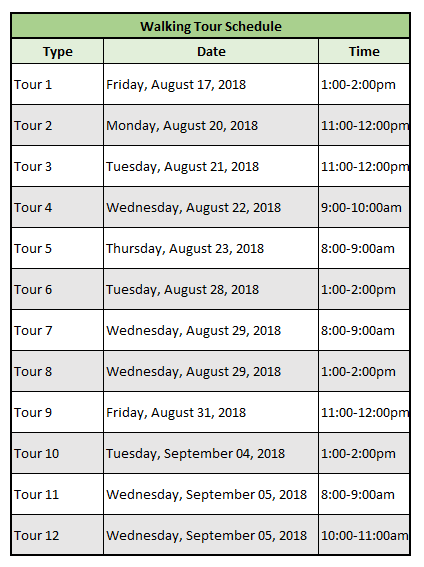 Walking Tour Schedule
Type Date Time
Tour 1 Friday, August 17, 2018 1:00-2:00pm
Tour 2 Monday, August 20, 2018 11:00-12:00pm
Tour 3 Tuesday, August 21, 2018 11:00-12:00pm
Tour 4 Wednesday, August 22, 2018 9:00-10:00am
Tour 5 Thursday, August 23, 2018 8:00-9:00am
Tour 6 Tuesday, August 28, 2018 1:00-2:00pm
Tour 7 Wednesday, August 29, 2018 8:00-9:00am
Tour 8 Wednesday, August 29, 2018 1:00-2:00pm
Tour 9 Friday, August 31, 2018 11:00-12:00pm
Tour 10 Tuesday, September 04, 2018 1:00-2:00pm
Tour 11 Wednesday, September 05, 2018 8:00-9:00am
Tour 12 Wednesday, September 05, 2018 10:00-11:00am